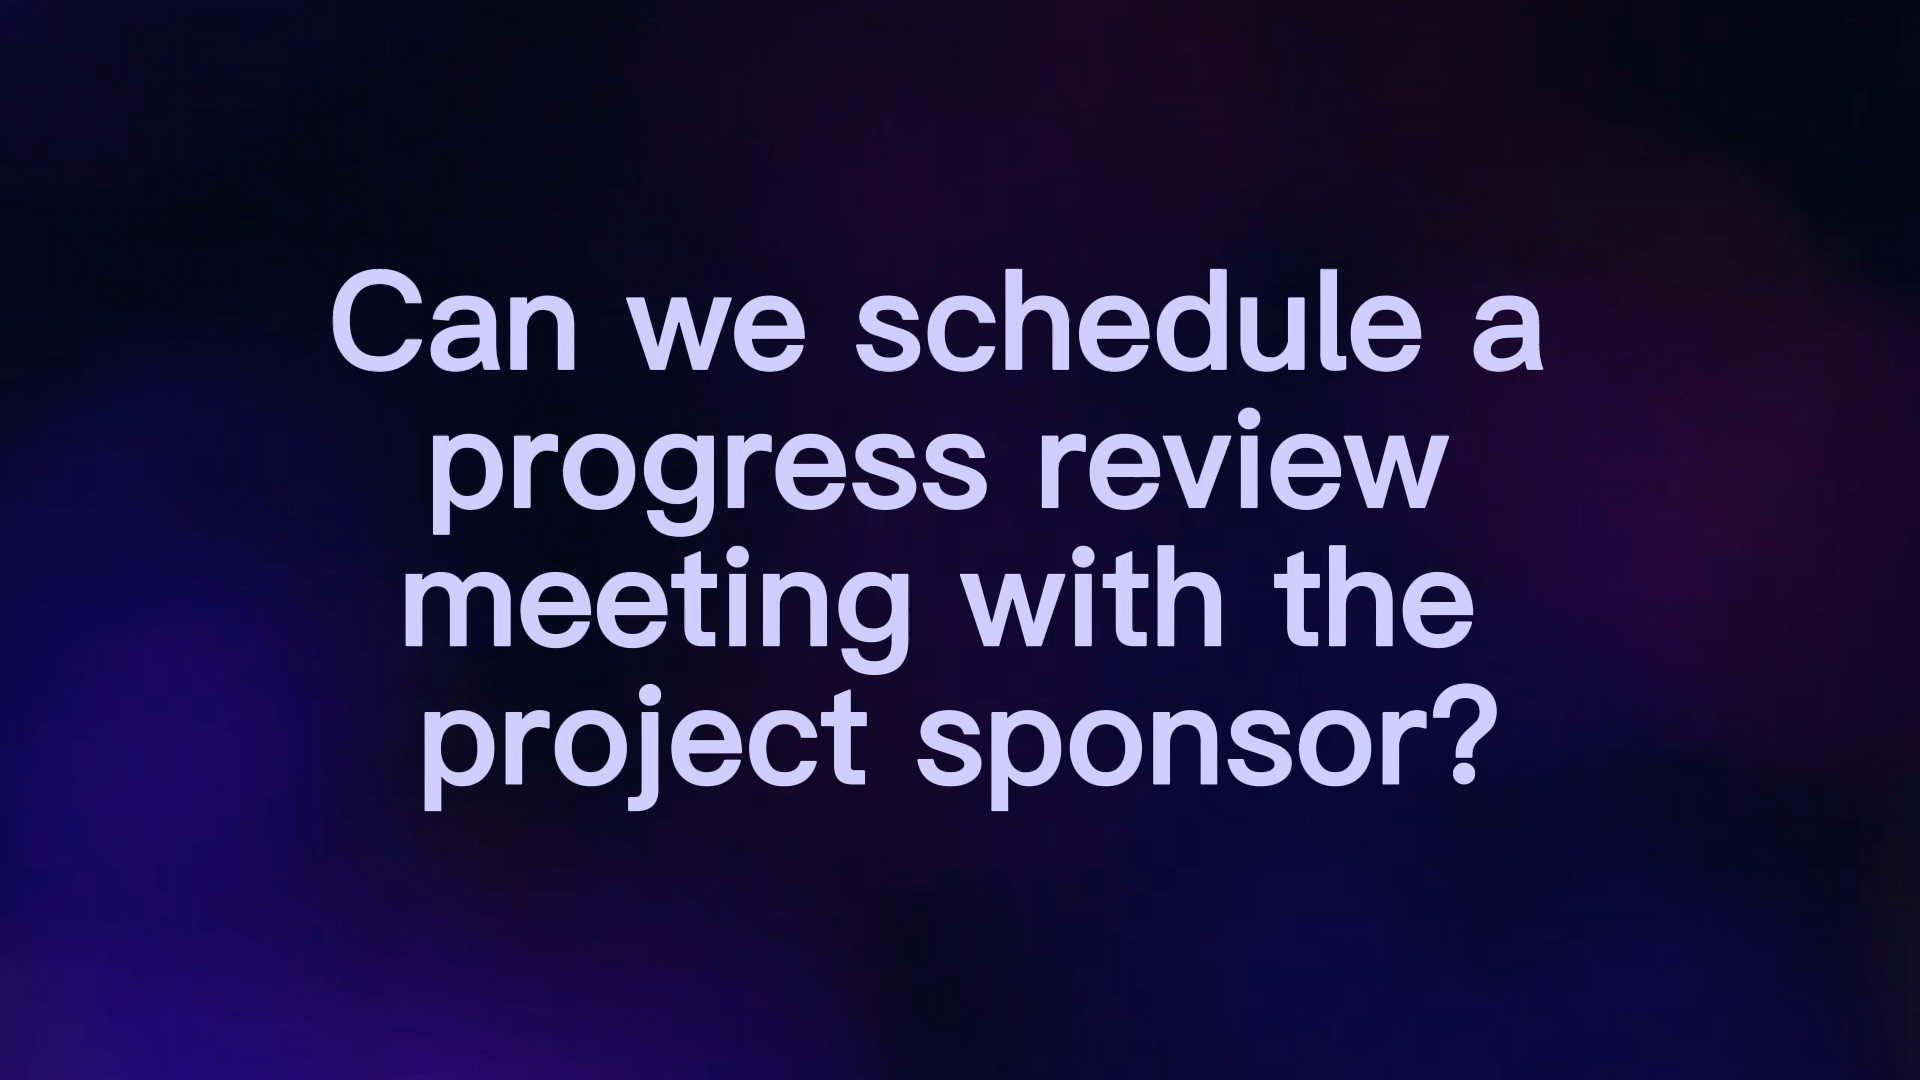 Can we schedule a
progress review
meeting with the
project sponsor?